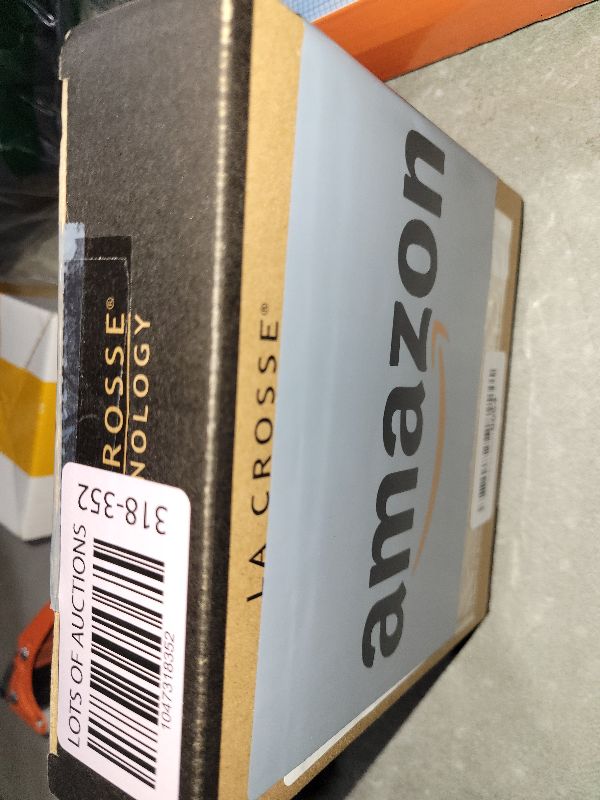 ROSSE®
NOLOGY
318-352
LOTS OF AUCTIONS
1047318352
LA CROSSE®
amazon